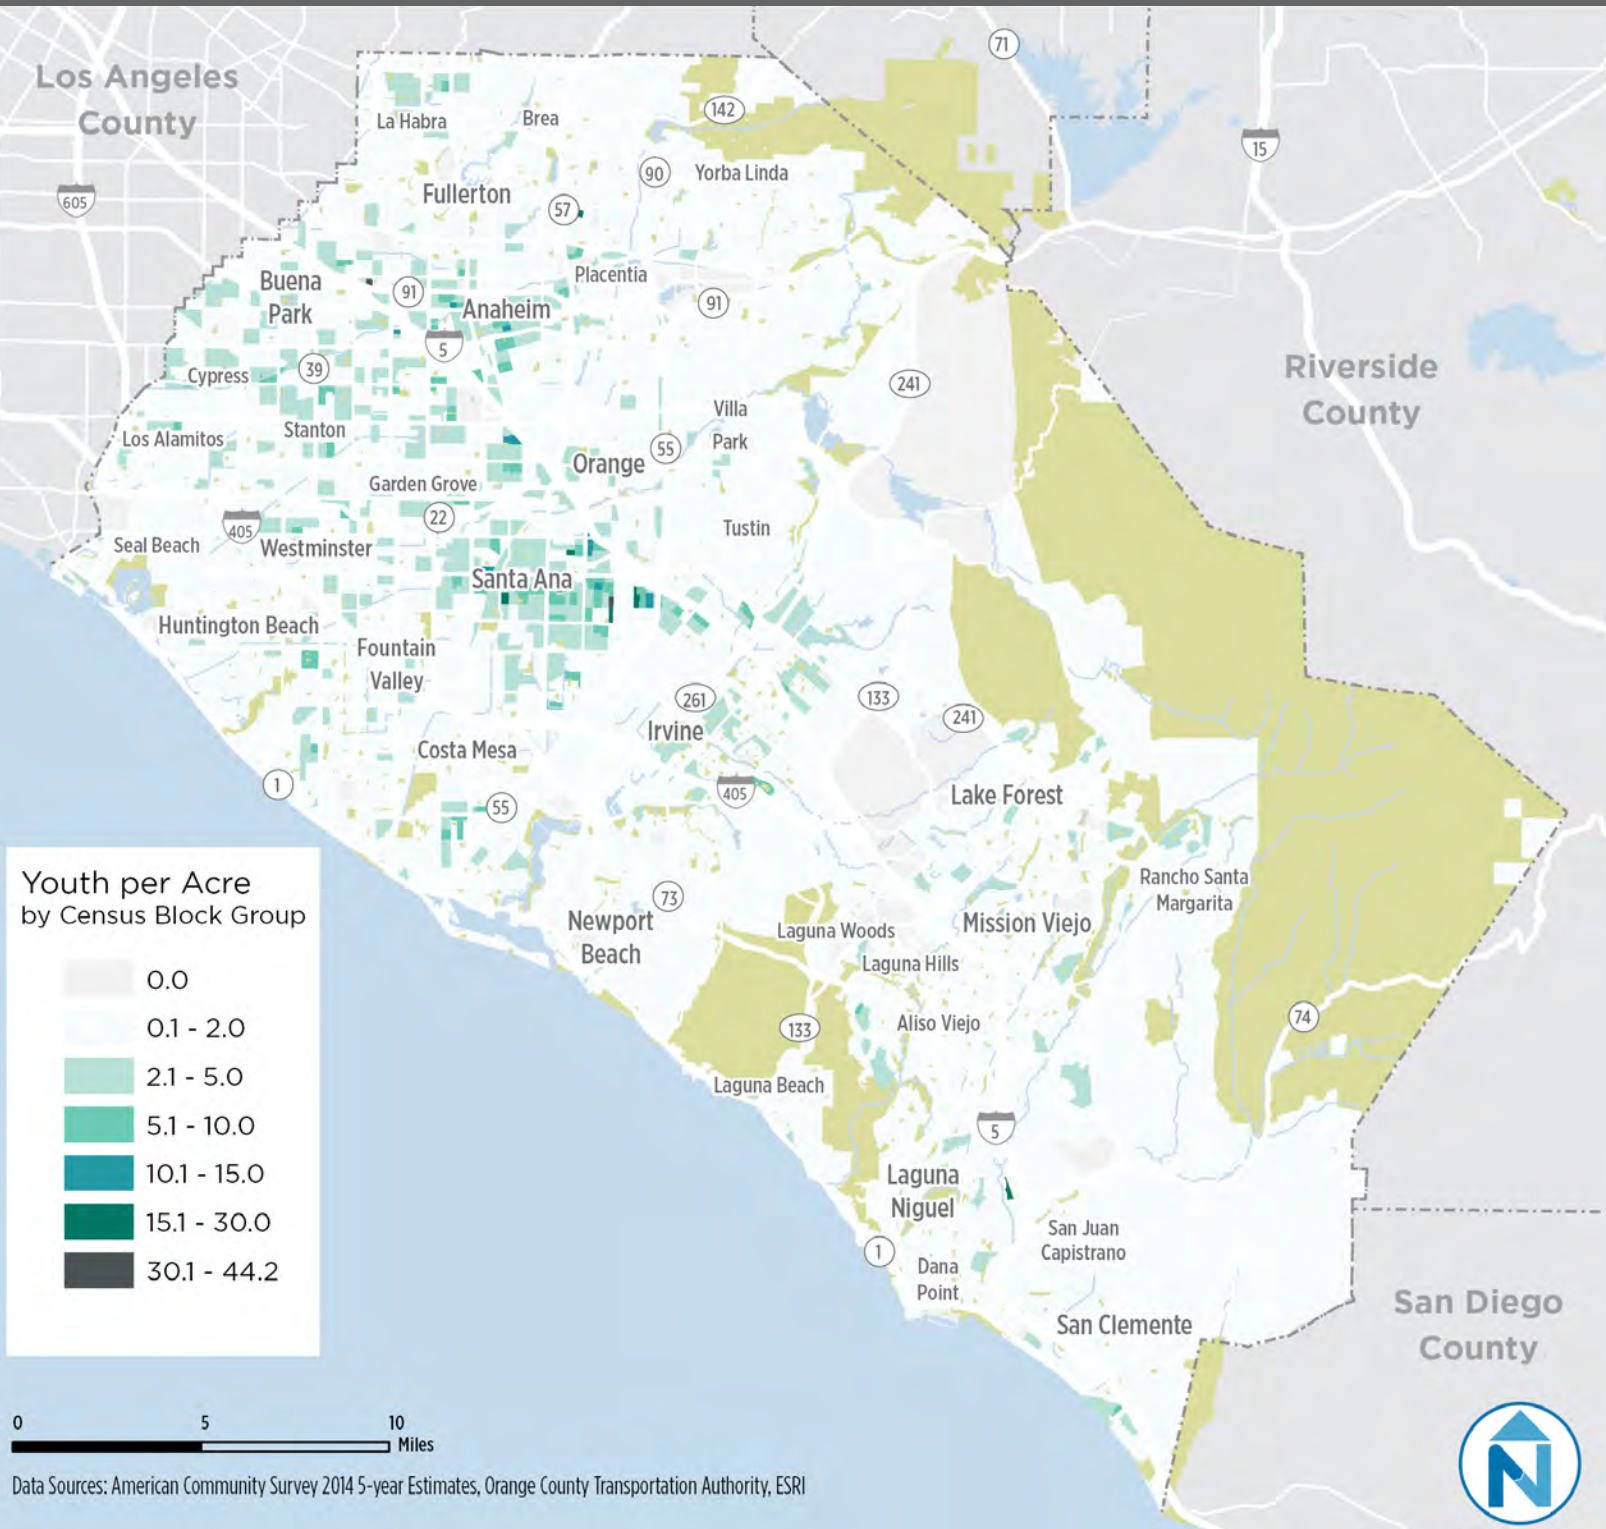 71
Los Angeles
County
142
La Habra
Brea
15
90
Yorba Linda
605
Fullerton
57
Buena
Park
Placentia
91
91
Anaheim
5
Cypress
39
241
Riverside
County
Villa
Park
Los Alamitos
Stanton
55
Orange
Garden Grove
22
405
Tustin
Seal Beach
Westminster
Santa Ana
Huntington Beach
Fountain
Valley
261
133
241
Irvine
Costa Mesa
1
405
Lake Forest
55
Rancho Santa
Margarita
73
Newport
Beach
Laguna Woods
Mission Viejo
Laguna Hills
133
Aliso Viejo
74
Laguna Beach
5
Laguna
Niguel
San Juan
Capistrano
1
Dana
Point
San Clemente
San Diego
County
Youth per Acre
by Census Block Group
0.0
0.1 - 2.0
2.1 - 5.0
5.1 - 10.0
10.1 - 15.0
15.1 - 30.0
30.1 - 44.2
0 5 10
Miles
Data Sources: American Community Survey 2014 5-year Estimates, Orange County Transportation Authority, ESRI
N